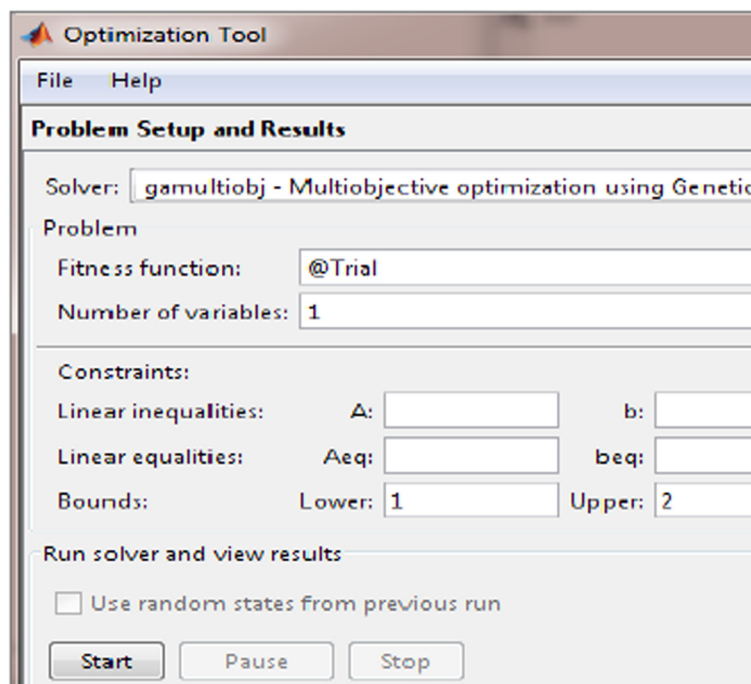 Optimization Tool
File Help
Problem Setup and Results
Solver: gamultiobj - Multiobjective optimization using Genetic
Problem
Fitness function: @Trial
Number of variables: 1
Constraints:
Linear inequalities: A: b:
Linear equalities: Aeq: beq:
Bounds: Lower: 1 Upper: 2
Run solver and view results
Use random states from previous run
Start Pause Stop